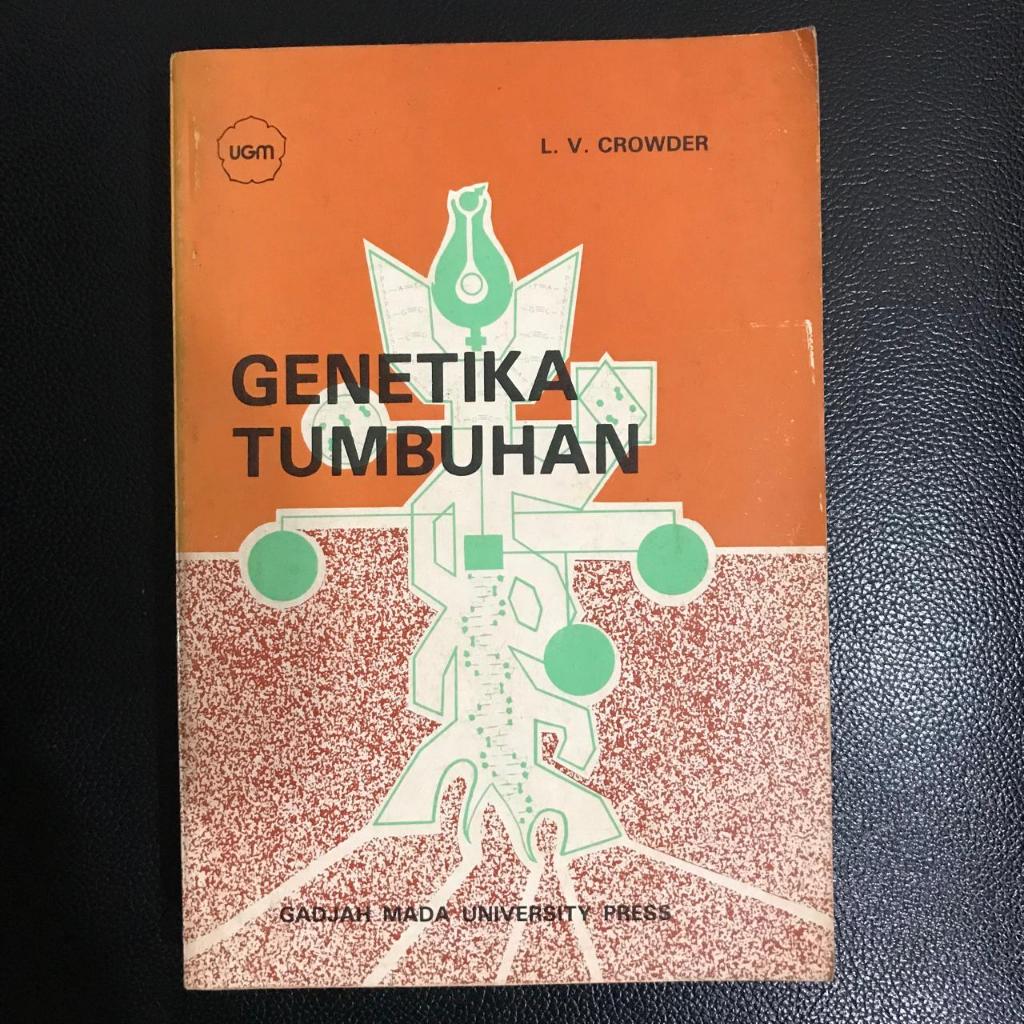 UGM
L. V. CROWDER
GENETIKA
TUMBUHAN
GADJAH MADA UNIVERSITY PRESS